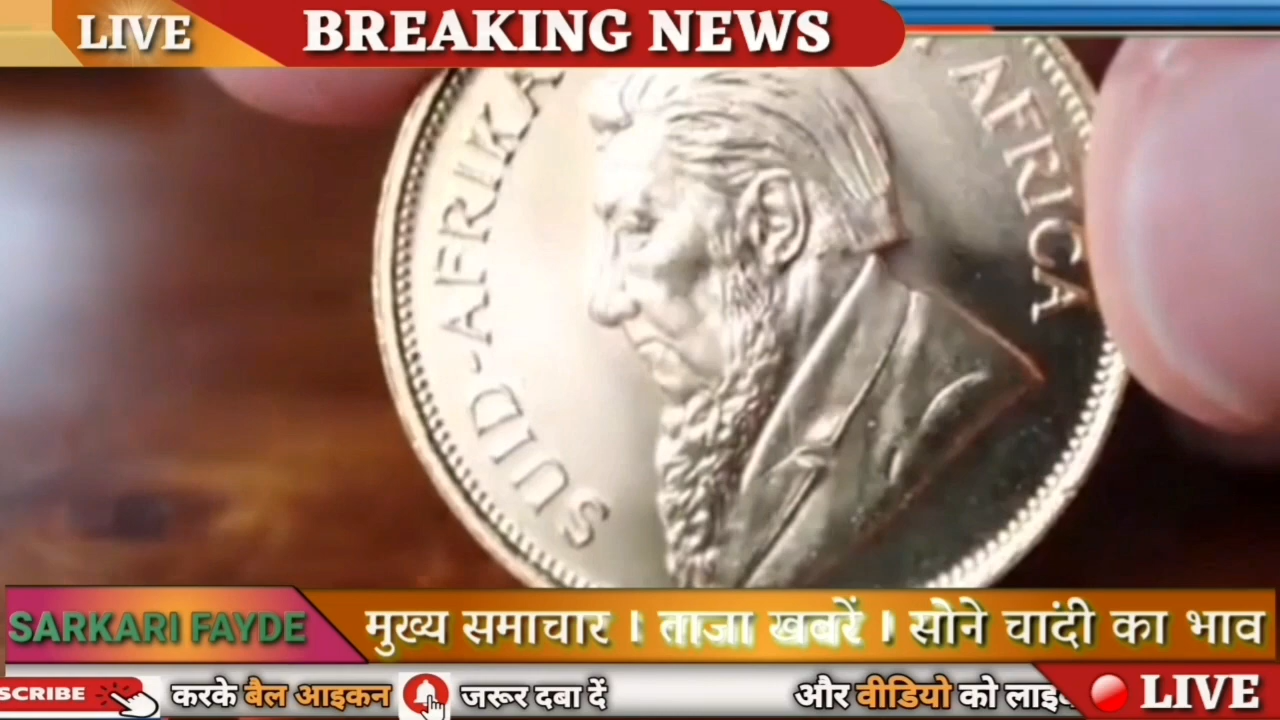 LIVE BREAKING NEWS
SUID-AFRIKA
AFRICA
SARKARI FAYDE मुख्य समाचार । ताजा खबरें । सोने चांदी का भाव
SCRIBE करके बैल आइकन जरूर दबा दें और वीडियो को LIVE